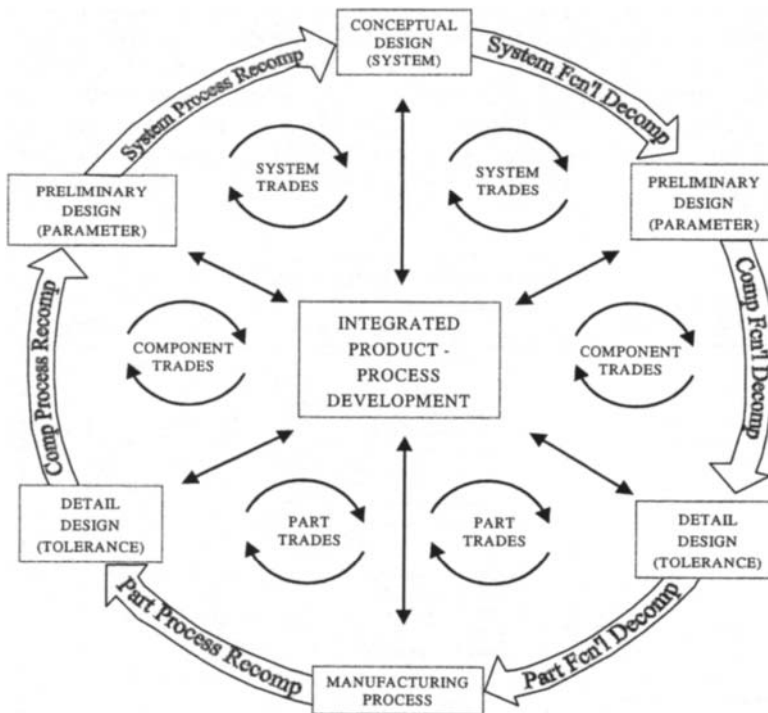 CONCEPTUAL
DESIGN
(SYSTEM)
System Process Recomp
System Fcn'l Decomp
SYSTEM
TRADES
SYSTEM
TRADES
PRELIMINARY
DESIGN
(PARAMETER)
PRELIMINARY
DESIGN
(PARAMETER)
Comp Process Recomp
COMPONENT
TRADES
INTEGRATED
PRODUCT -
PROCESS
DEVELOPMENT
COMPONENT
TRADES
Comp Fcn'l Decomp
DETAIL
DESIGN
(TOLERANCE)
PART
TRADES
PART
TRADES
DETAIL
DESIGN
(TOLERANCE)
Part Process Recomp
Part Fcn'l Decomp
MANUFACTURING
PROCESS